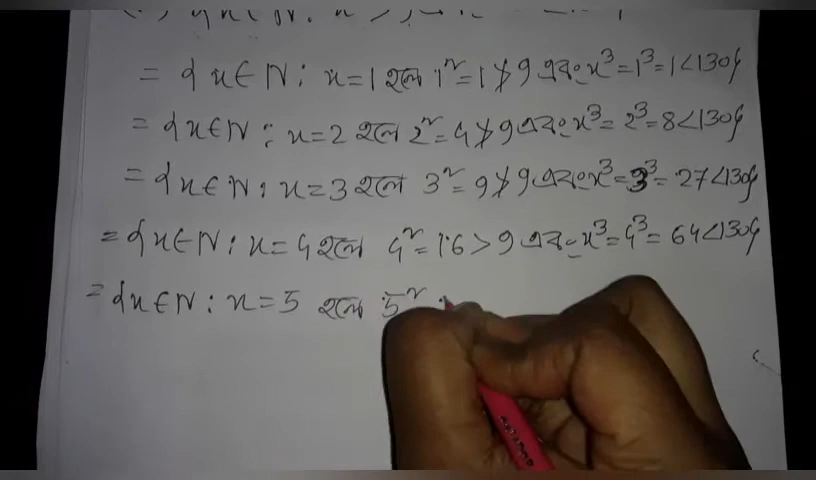 = {x∈N : x=1 হলে 1² = 1 ≯ 9 এবং x³ = 1³ = 1 < 130}
= {x∈N : x=2 হলে 2² = 4 ≯ 9 এবং x³ = 2³ = 8 < 130}
= {x∈N : x=3 হলে 3² = 9 ≯ 9 এবং x³ = 3³ = 27 < 130}
= {x∈N : x=4 হলে 4² = 16 > 9 এবং x³ = 4³ = 64 < 130}
= {x∈N : x=5 হলে 5²